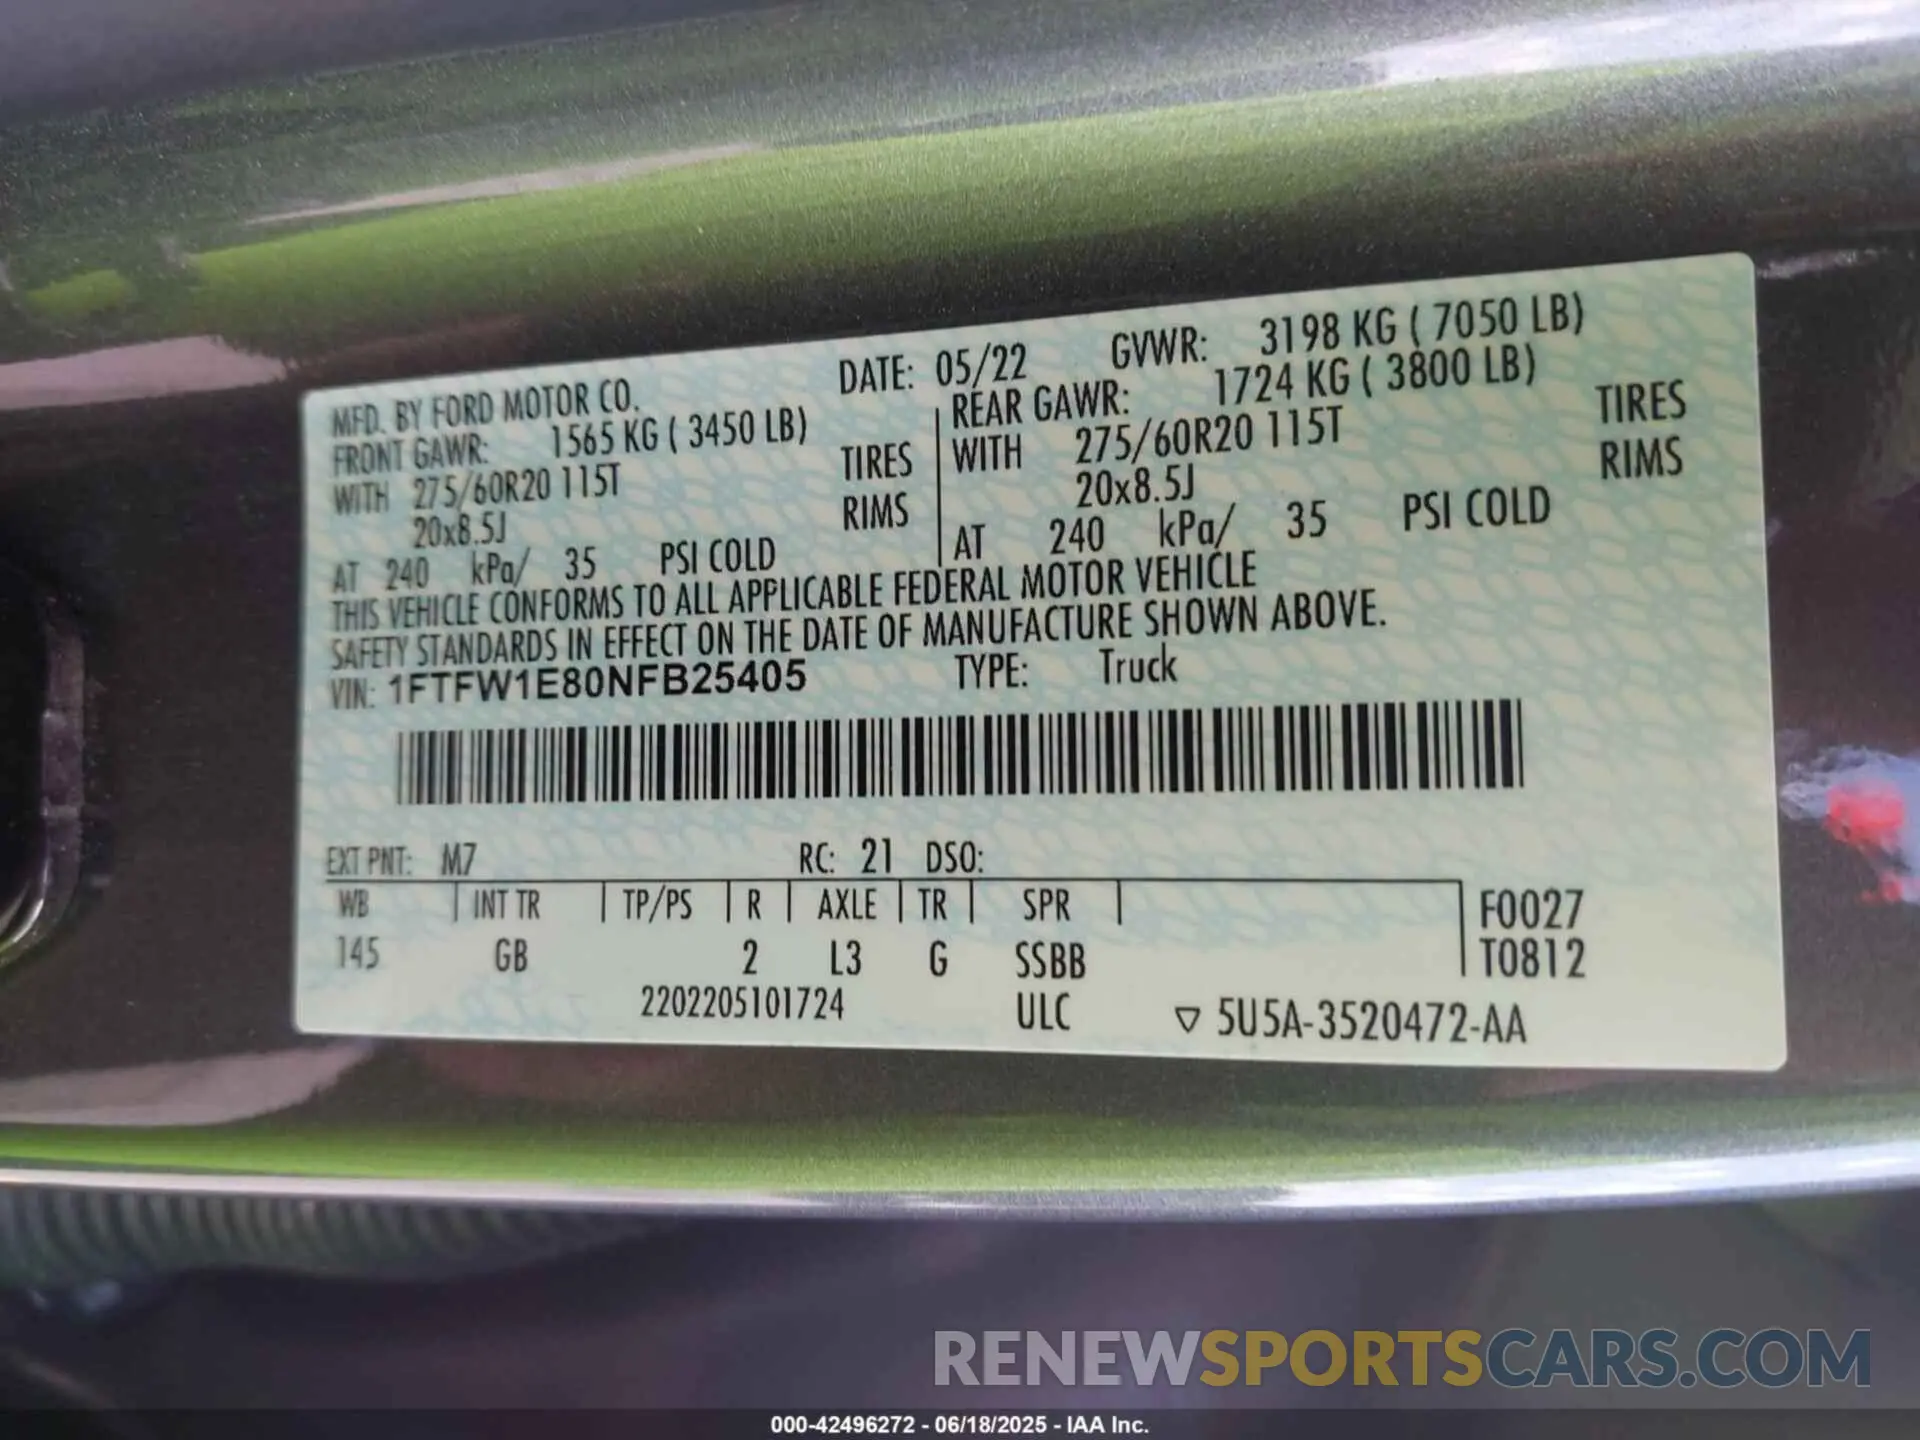 MFD. BY FORD MOTOR CO. DATE: 05/22 GVWR: 3198 KG ( 7050 LB)
FRONT GAWR: 1565 KG ( 3450 LB) REAR GAWR: 1724 KG ( 3800 LB)
WITH 275/60R20 115T TIRES WITH 275/60R20 115T TIRES
20x8.5J RIMS 20x8.5J RIMS
AT 240 kPa/ 35 PSI COLD AT 240 kPa/ 35 PSI COLD
THIS VEHICLE CONFORMS TO ALL APPLICABLE FEDERAL MOTOR VEHICLE
SAFETY STANDARDS IN EFFECT ON THE DATE OF MANUFACTURE SHOWN ABOVE.
VIN: 1FTFW1E80NFB25405 TYPE: Truck
EXT PNT: M7 RC: 21 DSO:
WB INT TR TP/PS R AXLE TR SPR F0027
145 GB 2 L3 G SSBB T0812
2202205101724 ULC ▽ 5U5A-3520472-AA
RENEWSPORTSCARS.COM
000-42496272 - 06/18/2025 - IAA Inc.